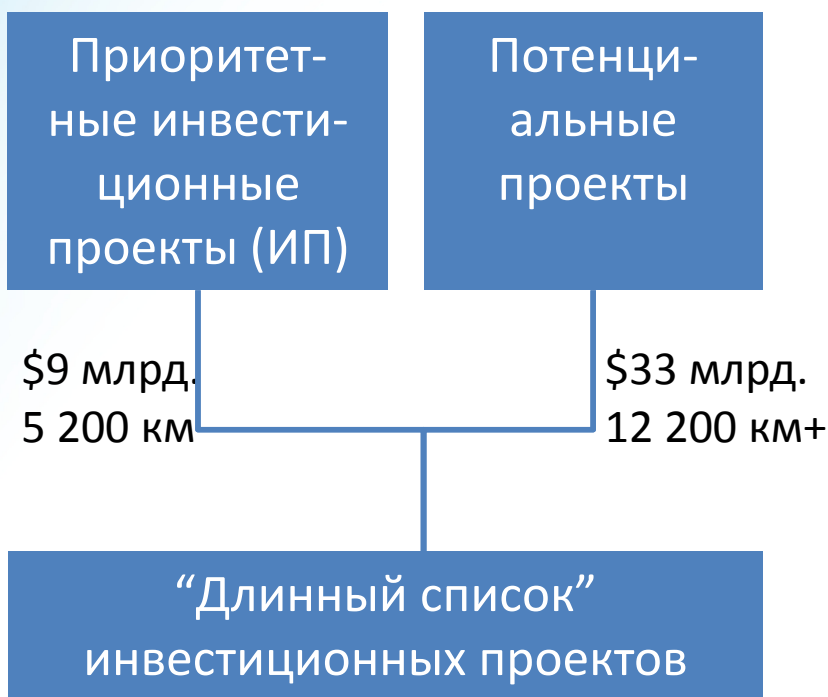 Приоритет-
ные инвести-
ционные
проекты (ИП)
Потенци-
альные
проекты
$9 млрд.
5 200 км
$33 млрд.
12 200 км+
“Длинный список”
инвестиционных проектов